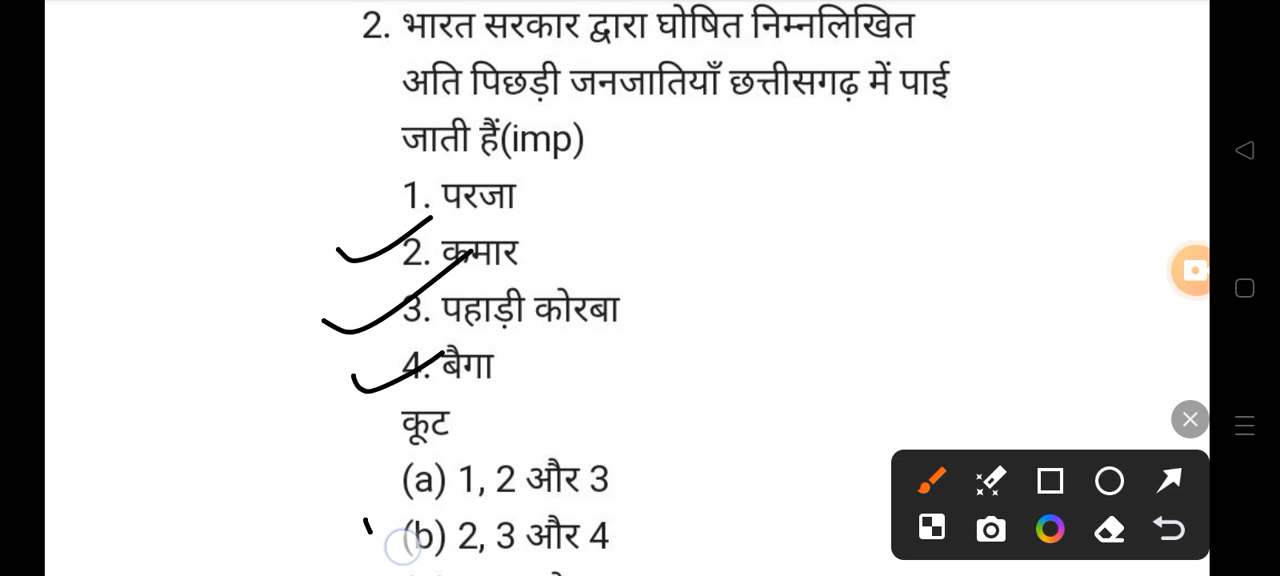 2. भारत सरकार द्वारा घोषित निम्नलिखित
अति पिछड़ी जनजातियाँ छत्तीसगढ़ में पाई
जाती हैं(imp)
1. परजा
2. कमार
3. पहाड़ी कोरबा
4. बैगा
कूट
(a) 1, 2 और 3
(b) 2, 3 और 4